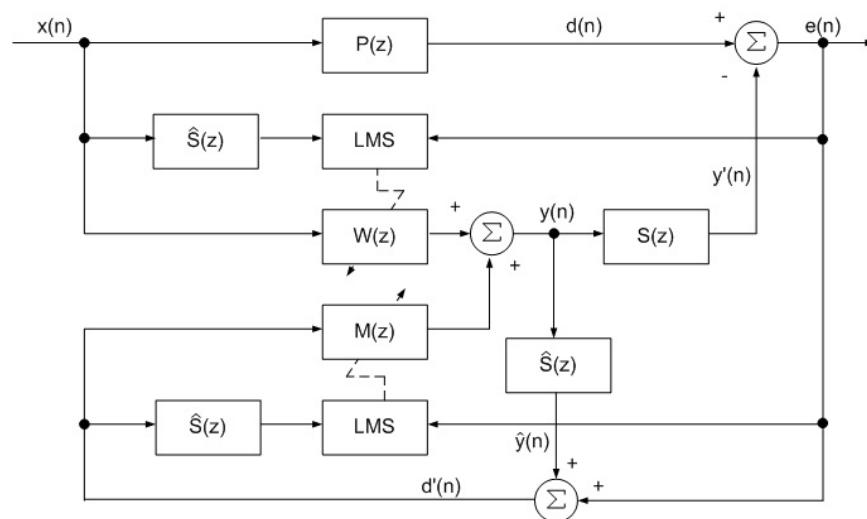 x(n)
P(z)
d(n)
+
Σ
e(n)
-
Ŝ(z)
LMS
y'(n)
W(z)
+
Σ
y(n)
S(z)
+
M(z)
Ŝ(z)
Ŝ(z)
LMS
ŷ(n)
+
d'(n)
Σ
+